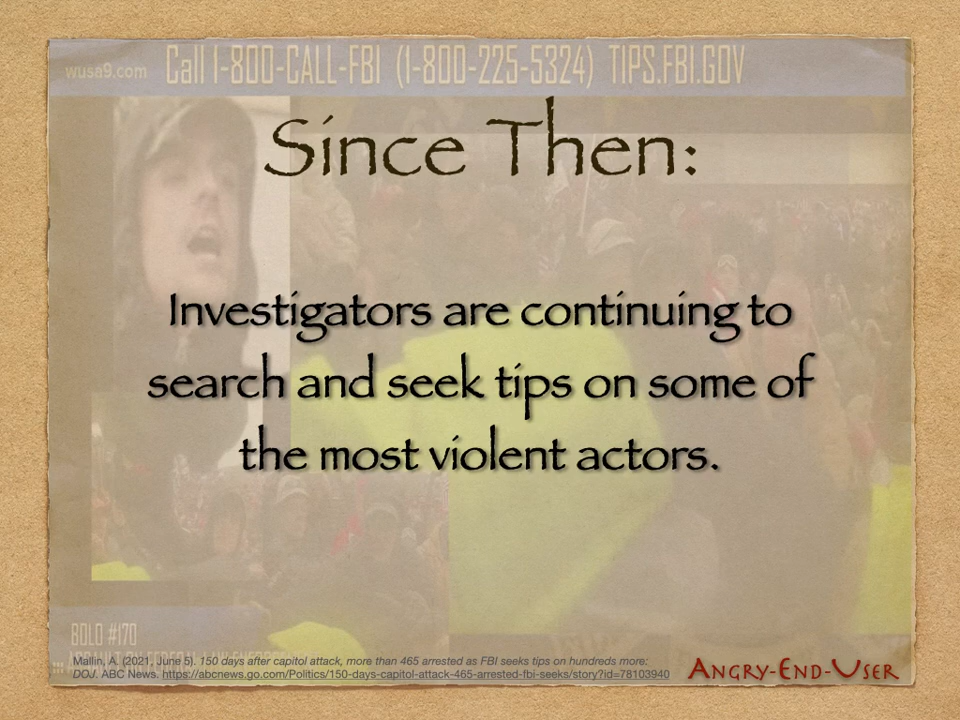 wusa9.com
Call 1-800-CALL-FBI (1-800-225-5324) TIPS.FBI.GOV
Since Then:
Investigators are continuing to
search and seek tips on some of
the most violent actors.
BOLO #170
Mallin, A. (2021, June 5). 150 days after capitol attack, more than 465 arrested as FBI seeks tips on hundreds more:
DOJ. ABC News. https://abcnews.go.com/Politics/150-days-capitol-attack-465-arrested-fbi-seeks/story?id=78103940
Angry-End-User